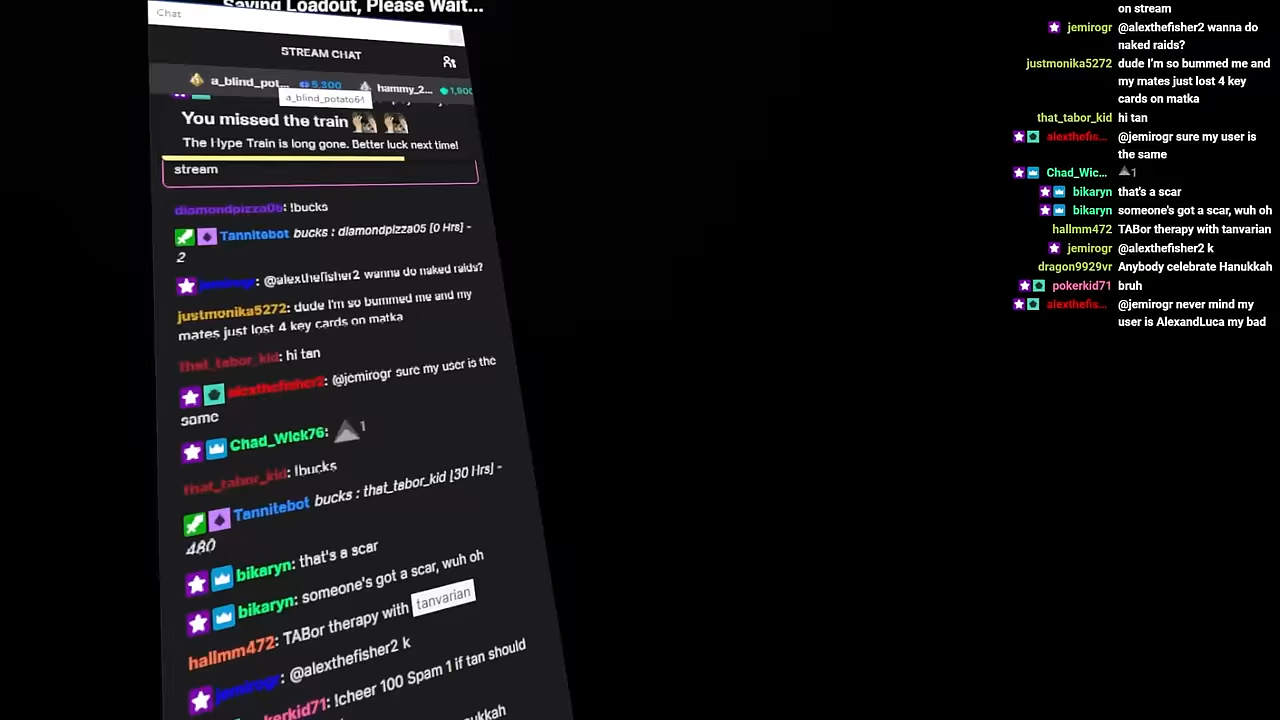 Saving Loadout, Please Wait...
Chat
STREAM CHAT
a_blind_pot... 5,300 hammy_2... 1,900
a_blind_potato64
You missed the train
The Hype Train is long gone. Better luck next time!
stream
diamondpizza05: !bucks
Tannitebot bucks : diamondpizza05 [0 Hrs] -
2
jemirogr: @alexthefisher2 wanna do naked raids?
justmonika5272: dude I'm so bummed me and my
mates just lost 4 key cards on matka
that_tabor_kid: hi tan
alexthefisher2: @jemirogr sure my user is the
same
Chad_Wick76: 1
that_tabor_kid: !bucks
Tannitebot bucks : that_tabor_kid [30 Hrs] -
480
bikaryn: that's a scar
bikaryn: someone's got a scar, wuh oh
hallmm472: TABor therapy with tanvarian
jemirogr: @alexthefisher2 k
kerkid71: !cheer 100 Spam 1 if tan should
ukkah
on stream
jemirogr @alexthefisher2 wanna do
naked raids?
justmonika5272 dude I'm so bummed me and
my mates just lost 4 key
cards on matka
that_tabor_kid hi tan
alexthefis... @jemirogr sure my user is
the same
Chad_Wic... 1
bikaryn that's a scar
bikaryn someone's got a scar, wuh oh
hallmm472 TABor therapy with tanvarian
jemirogr @alexthefisher2 k
dragon9929vr Anybody celebrate Hanukkah
pokerkid71 bruh
alexthefis... @jemirogr never mind my
user is AlexandLuca my bad